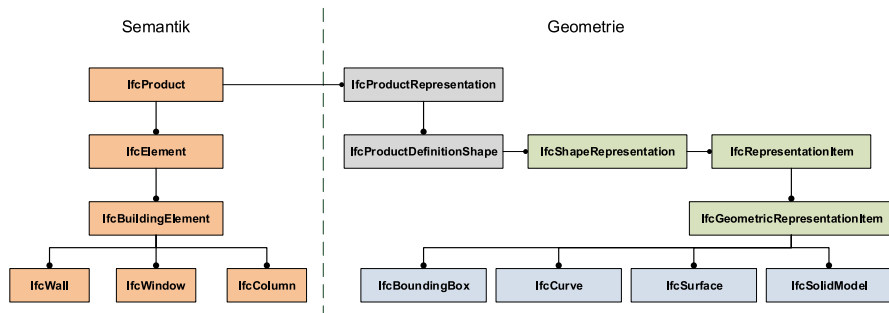 Semantik
Geometrie
IfcProduct
IfcProductRepresentation
IfcElement
IfcProductDefinitionShape
IfcShapeRepresentation
IfcRepresentationItem
IfcBuildingElement
IfcGeometricRepresentationItem
IfcWall
IfcWindow
IfcColumn
IfcBoundingBox
IfcCurve
IfcSurface
IfcSolidModel